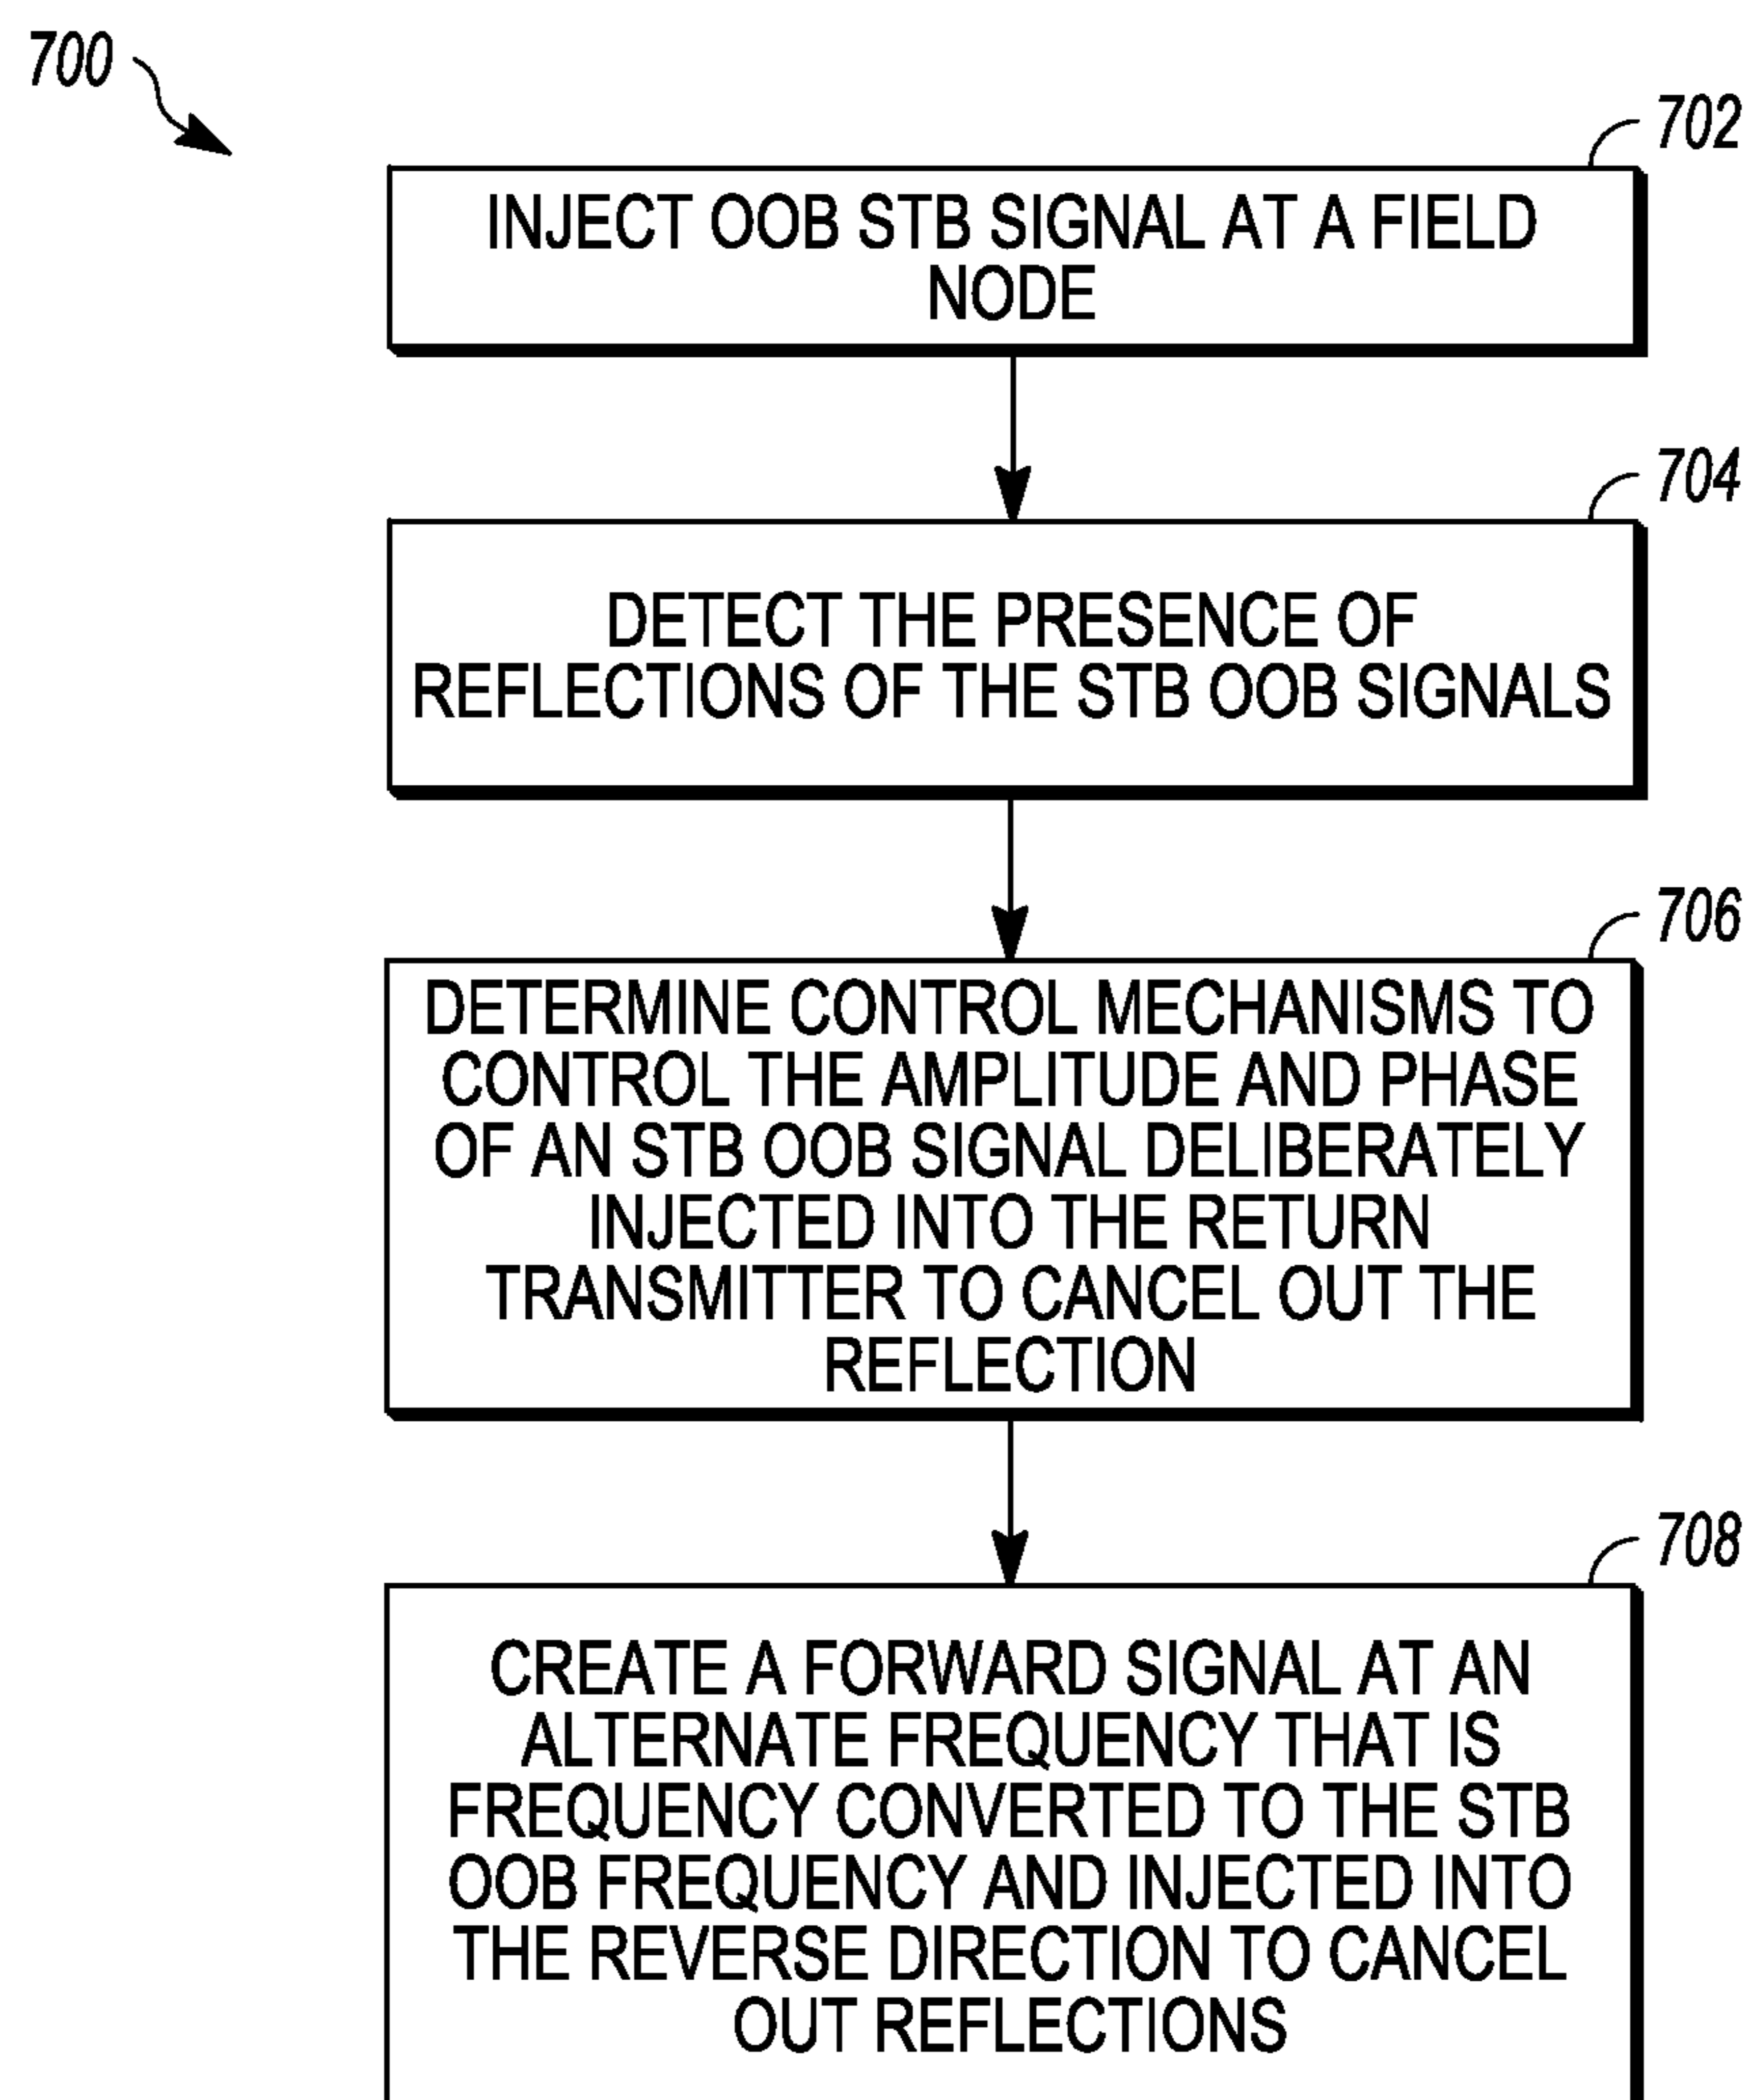 700
702
INJECT OOB STB SIGNAL AT A FIELD
NODE
704
DETECT THE PRESENCE OF
REFLECTIONS OF THE STB OOB SIGNALS
706
DETERMINE CONTROL MECHANISMS TO
CONTROL THE AMPLITUDE AND PHASE
OF AN STB OOB SIGNAL DELIBERATELY
INJECTED INTO THE RETURN
TRANSMITTER TO CANCEL OUT THE
REFLECTION
708
CREATE A FORWARD SIGNAL AT AN
ALTERNATE FREQUENCY THAT IS
FREQUENCY CONVERTED TO THE STB
OOB FREQUENCY AND INJECTED INTO
THE REVERSE DIRECTION TO CANCEL
OUT REFLECTIONS